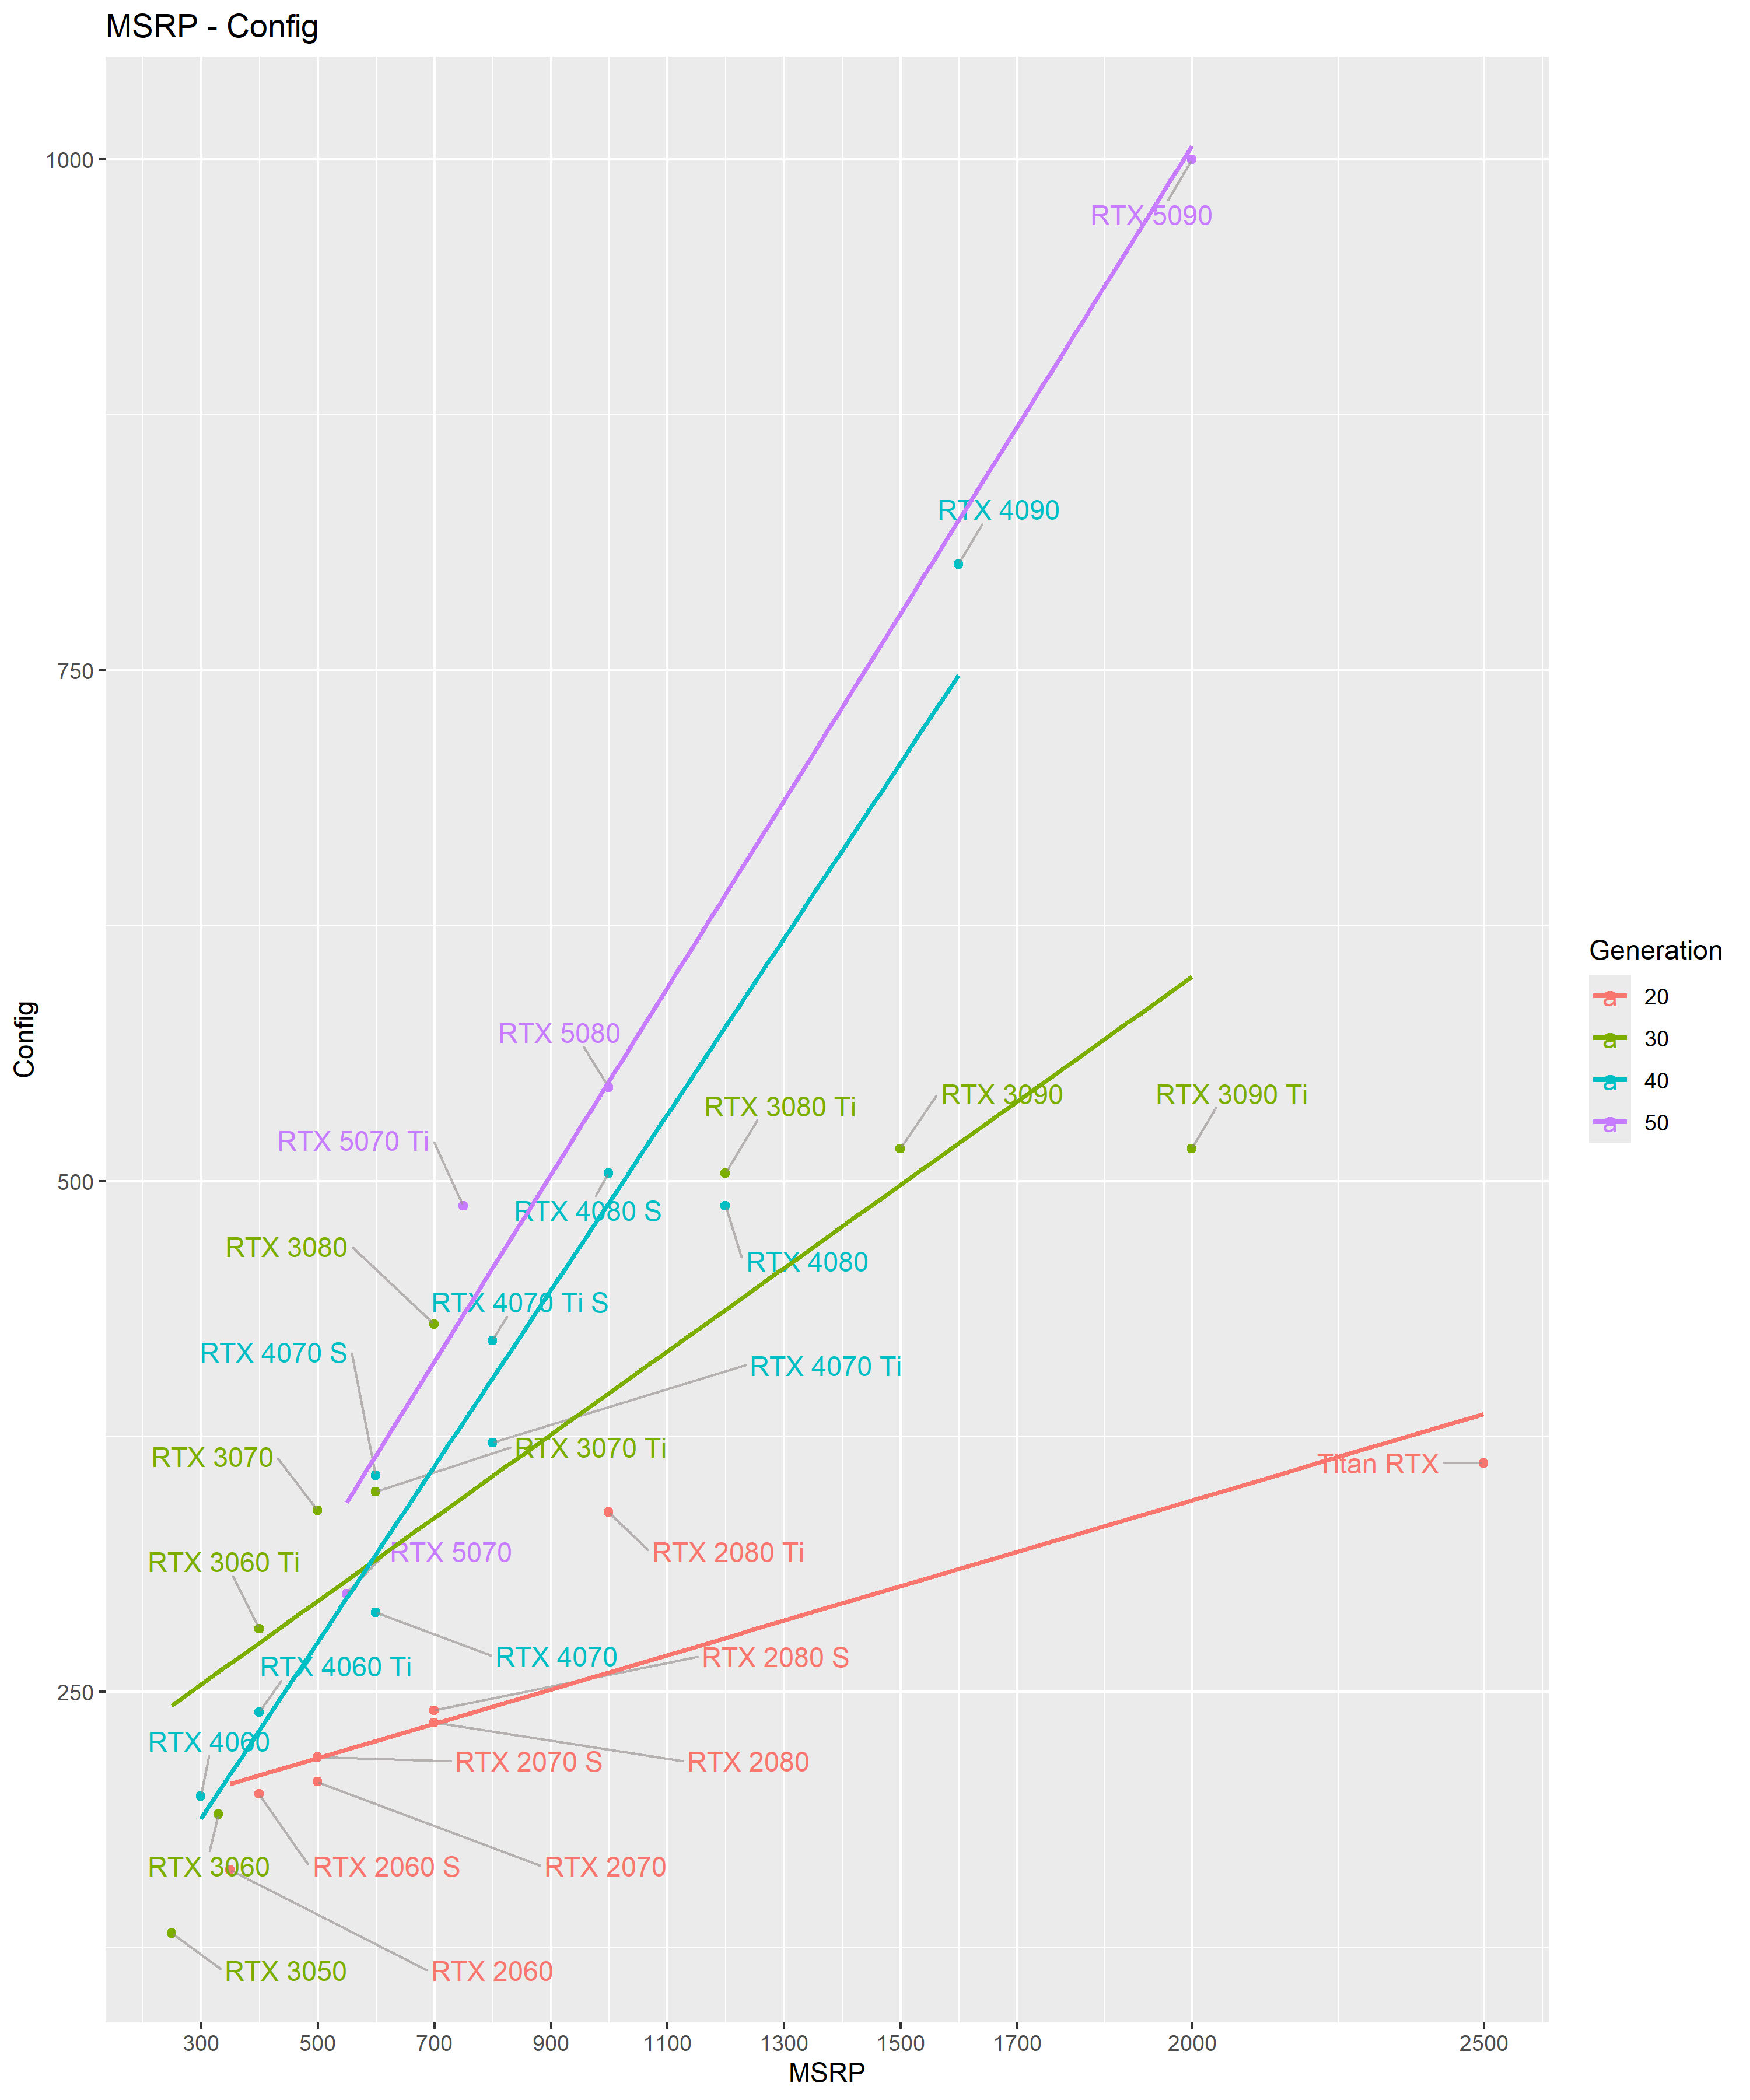 MSRP - Config
1000
RTX 5090
RTX 4090
750
Config
RTX 5080
RTX 3080 Ti
RTX 3090
RTX 3090 Ti
RTX 5070 Ti
500
RTX 4080 S
RTX 3080
RTX 4080
RTX 4070 Ti S
RTX 4070 S
RTX 4070 Ti
RTX 3070
RTX 3070 Ti
Titan RTX
RTX 3060 Ti
RTX 5070
RTX 2080 Ti
RTX 4060 Ti
RTX 4070
RTX 2080 S
250
RTX 4060
RTX 2070 S
RTX 2080
RTX 3060
RTX 2060 S
RTX 2070
RTX 3050
RTX 2060
300 500 700 900 1100 1300 1500 1700 2000 2500
MSRP
Generation
a 20
a 30
a 40
a 50